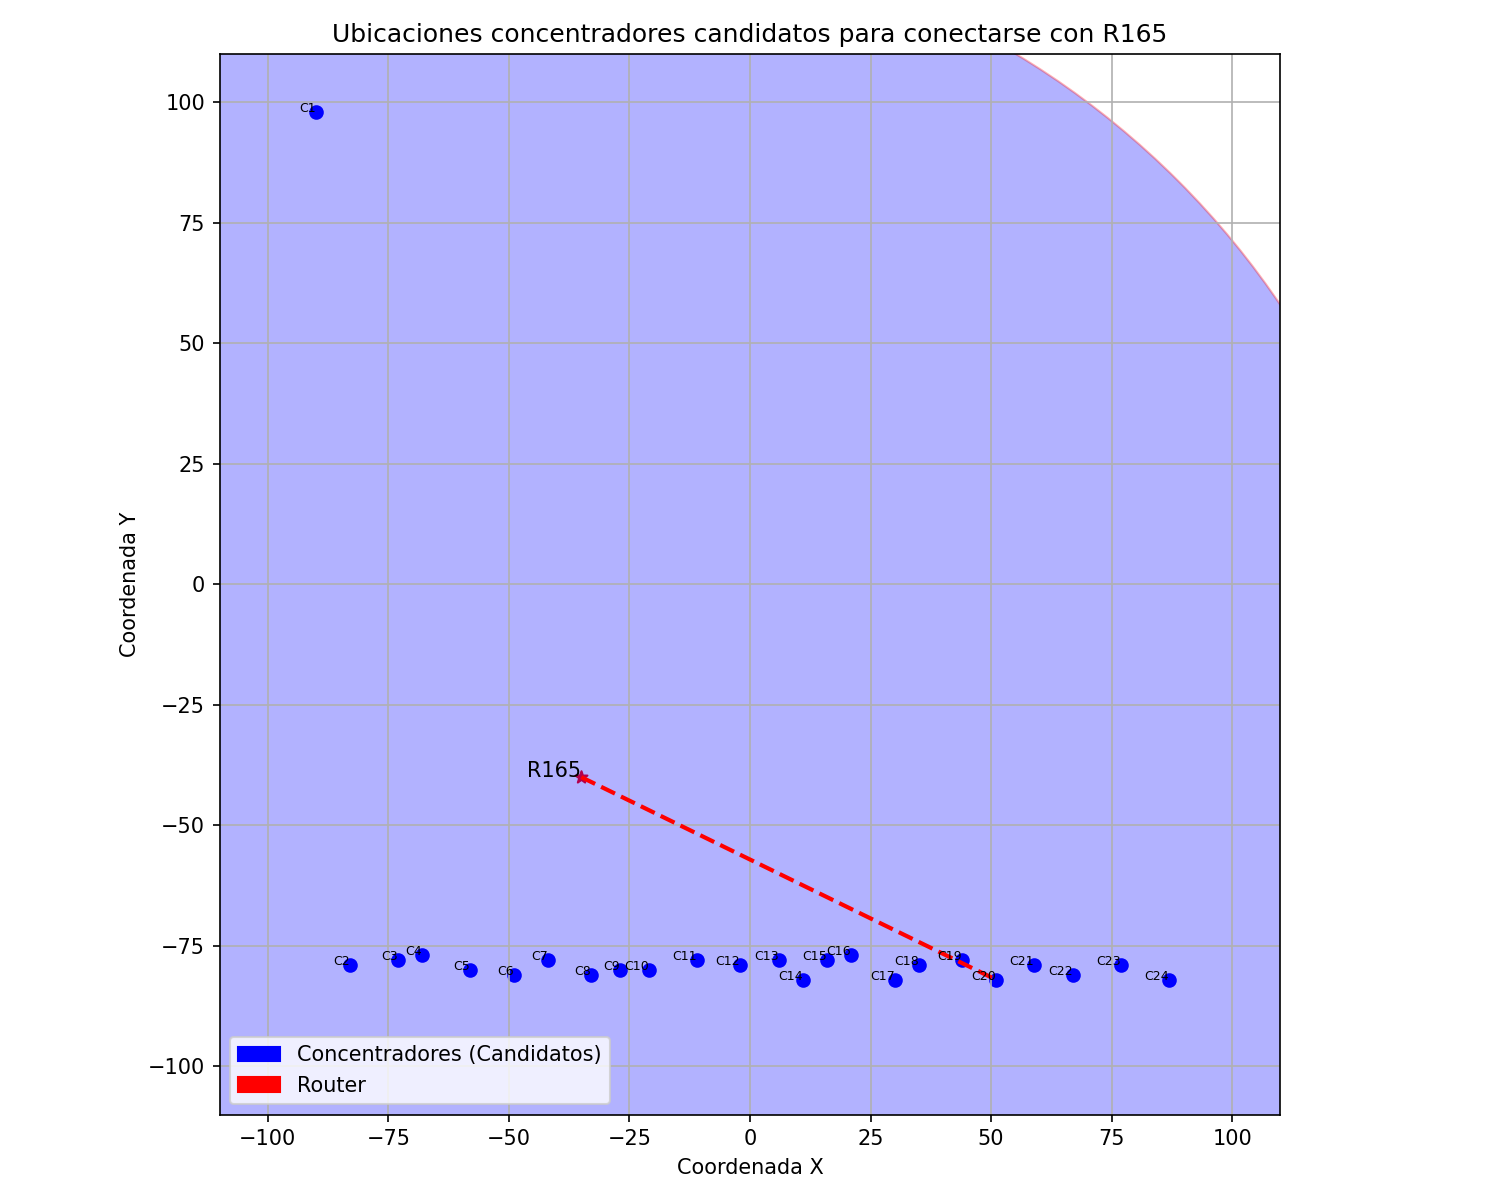 Ubicaciones concentradores candidatos para conectarse con R165
Coordenada Y
100
75
50
25
0
−25
−50
−75
−100
C1
R165
C2
C3
C4
C5
C6
C7
C8
C9
C10
C11
C12
C13
C14
C15
C16
C17
C18
C19
C20
C21
C22
C23
C24
Concentradores (Candidatos)
Router
−100
−75
−50
−25
0
25
50
75
100
Coordenada X